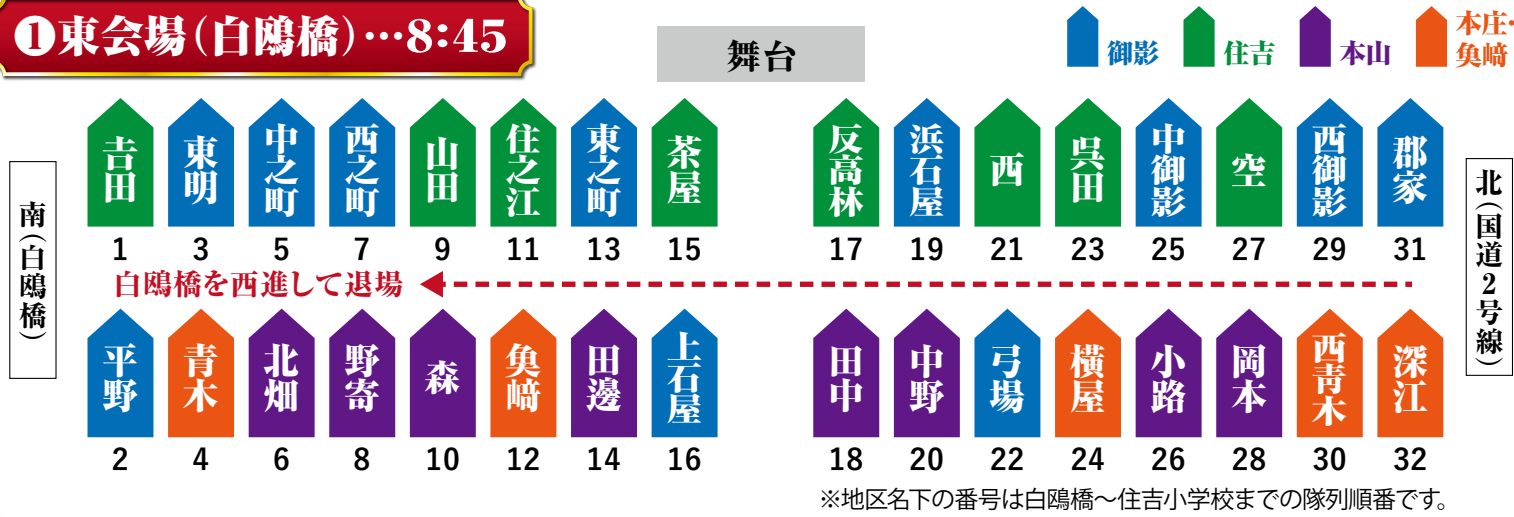 ❶東会場(白鴎橋)…8:45
舞台
御影
住吉
本山
本庄・
魚崎
南(白鴎橋)
北(国道2号線)
吉田
東明
中之町
西之町
山田
住之江
東之町
茶屋
反高林
浜石屋
西
呉田
中御影
空
西御影
郡家
1 3 5 7 9 11 13 15 17 19 21 23 25 27 29 31
白鴎橋を西進して退場
平野
青木
北畑
野寄
森
魚崎
田邊
上石屋
田中
中野
弓場
横屋
小路
岡本
西青木
深江
2 4 6 8 10 12 14 16 18 20 22 24 26 28 30 32
※地区名下の番号は白鴎橋〜住吉小学校までの隊列順番です。